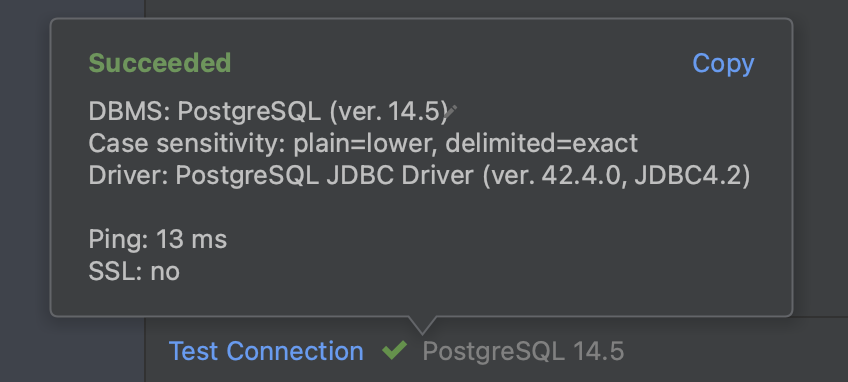 Succeeded
Copy
DBMS: PostgreSQL (ver. 14.5)
Case sensitivity: plain=lower, delimited=exact
Driver: PostgreSQL JDBC Driver (ver. 42.4.0, JDBC4.2)
Ping: 13 ms
SSL: no
Test Connection
PostgreSQL 14.5